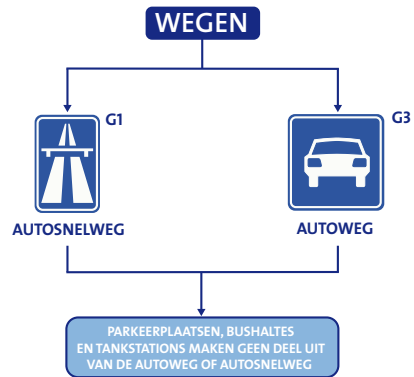 WEGEN
G1
G3
AUTOSNELWEG
AUTOWEG
PARKEERPLAATSEN, BUSHALTES
EN TANKSTATIONS MAKEN GEEN DEEL UIT
VAN DE AUTOWEG OF AUTOSNELWEG